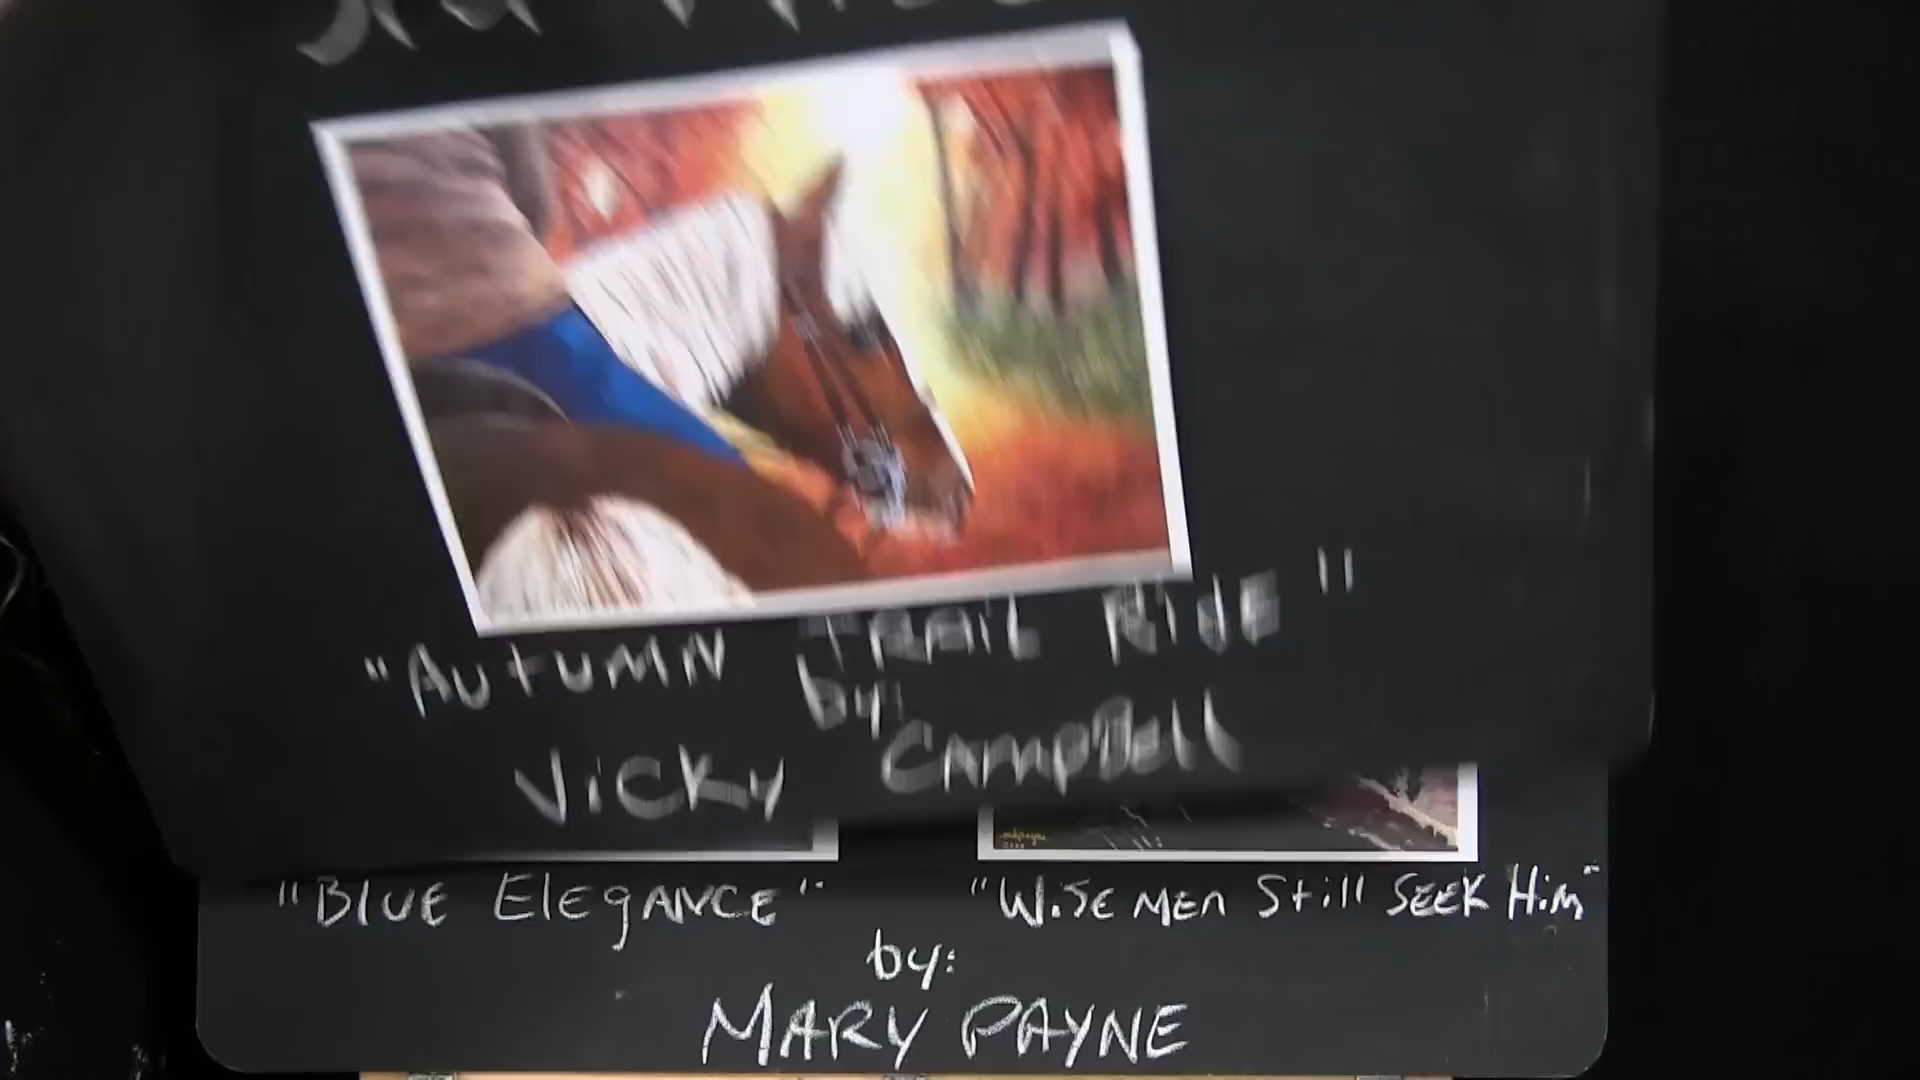 "AUTUMN TRAIL RIDE"
by:
Vicky CAMPBell
"BLUE ElEgANCE" "WiSE MEN Still SEEK Him"
by:
MARY PAYNE